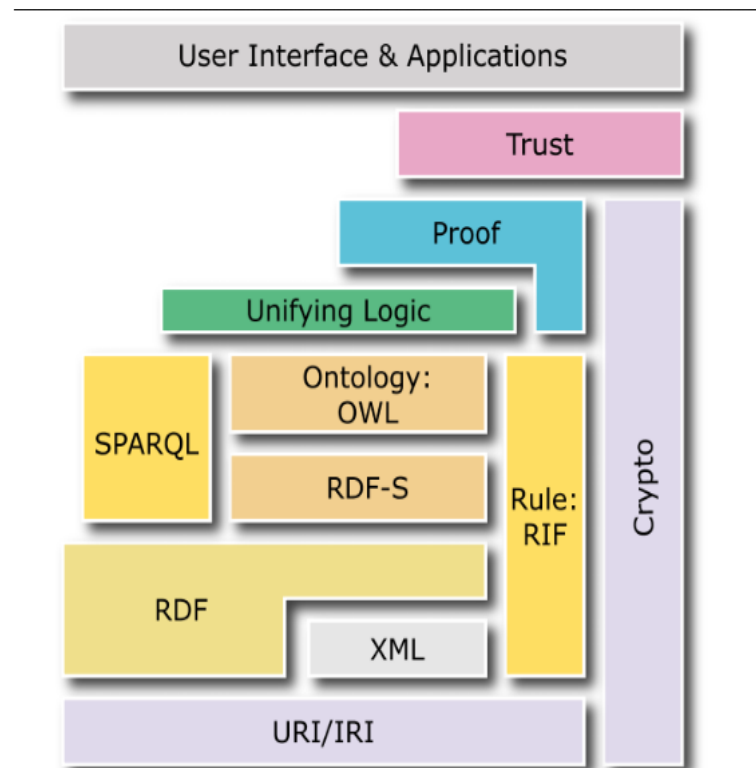 User Interface & Applications
Trust
Proof
Unifying Logic
Ontology:
OWL
SPARQL
RDF-S
Rule:
RIF
Crypto
RDF
XML
URI/IRI